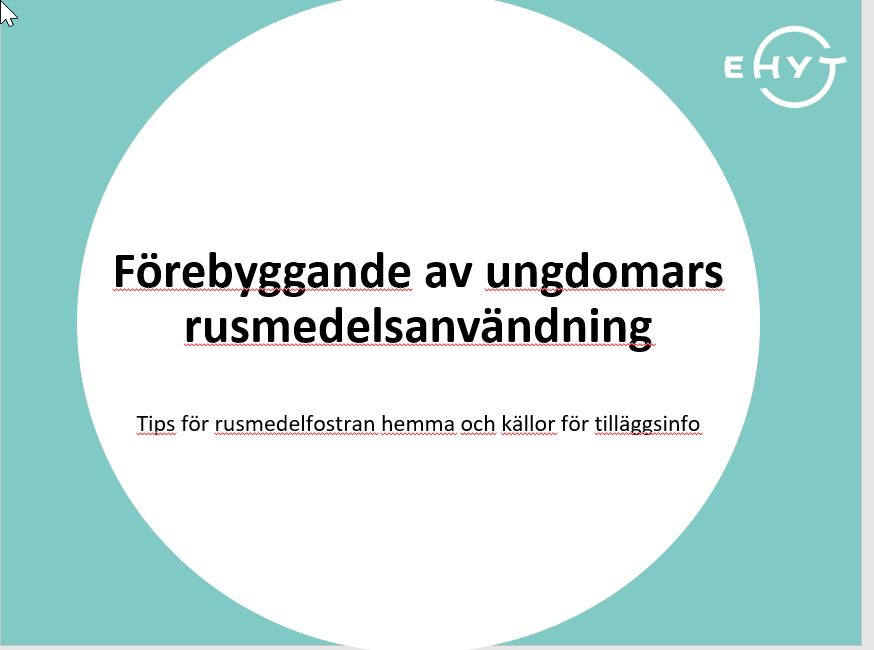 EHYT
Förebyggande av ungdomars
rusmedelsanvändning
Tips för rusmedelfostran hemma och källor för tilläggsinfo